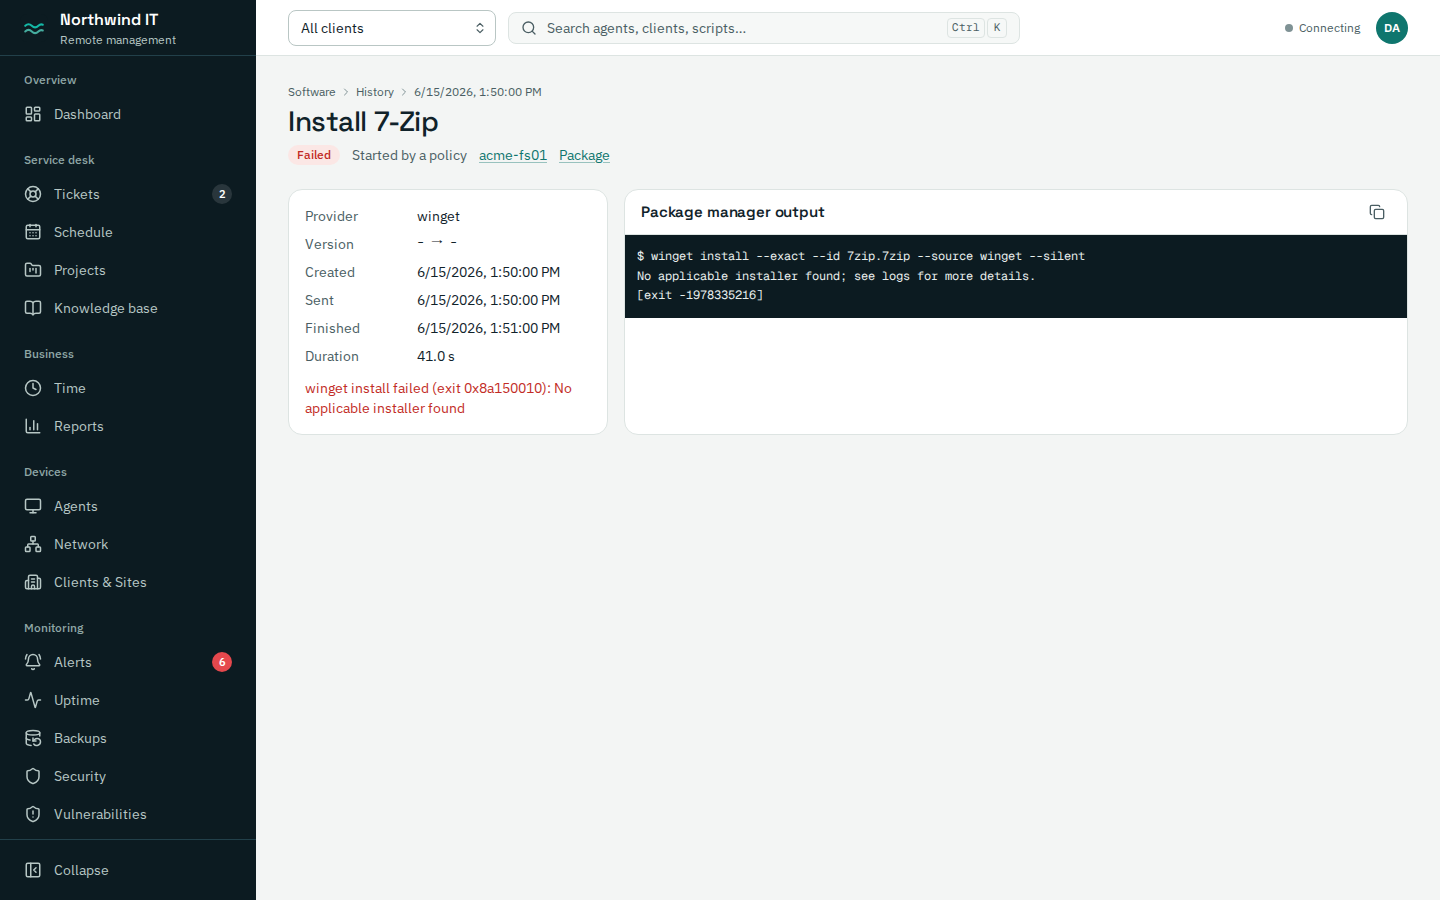 Northwind IT
Remote management
Overview
Dashboard
Service desk
Tickets 2
Schedule
Projects
Knowledge base
Business
Time
Reports
Devices
Agents
Network
Clients & Sites
Monitoring
Alerts 6
Uptime
Backups
Security
Vulnerabilities
Collapse
All clients
Search agents, clients, scripts... Ctrl K
Connecting DA
Software > History > 6/15/2026, 1:50:00 PM
Install 7-Zip
Failed Started by a policy acme-fs01 Package
Provider winget
Version - → -
Created 6/15/2026, 1:50:00 PM
Sent 6/15/2026, 1:50:00 PM
Finished 6/15/2026, 1:51:00 PM
Duration 41.0 s
winget install failed (exit 0x8a150010): No
applicable installer found
Package manager output
$ winget install --exact --id 7zip.7zip --source winget --silent
No applicable installer found; see logs for more details.
[exit -1978335216]